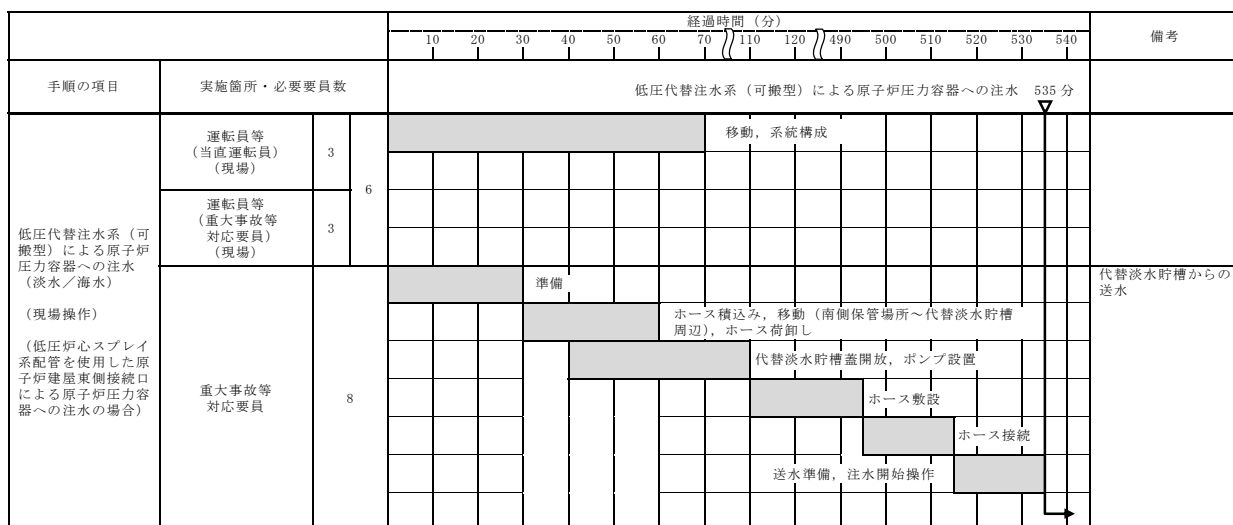 経過時間（分）
10 20 30 40 50 60 70 110 120 490 500 510 520 530 540
備考
手順の項目
実施箇所・必要要員数
低圧代替注水系（可搬型）による原子炉圧力容器への注水 535 分
低圧代替注水系（可
搬型）による原子炉
圧力容器への注水
（淡水／海水）
（現場操作）
（低圧炉心スプレイ
系配管を使用した原
子炉建屋東側接続口
による原子炉圧力容
器への注水の場合）
運転員等
（当直運転員）
（現場）
3
6
移動，系統構成
運転員等
（重大事故等
対応要員）
（現場）
3
重大事故等
対応要員
8
準備
ホース積込み，移動（南側保管場所～代替淡水貯槽
周辺），ホース荷卸し
代替淡水貯槽蓋開放，ポンプ設置
ホース敷設
ホース接続
送水準備，注水開始操作
代替淡水貯槽からの
送水